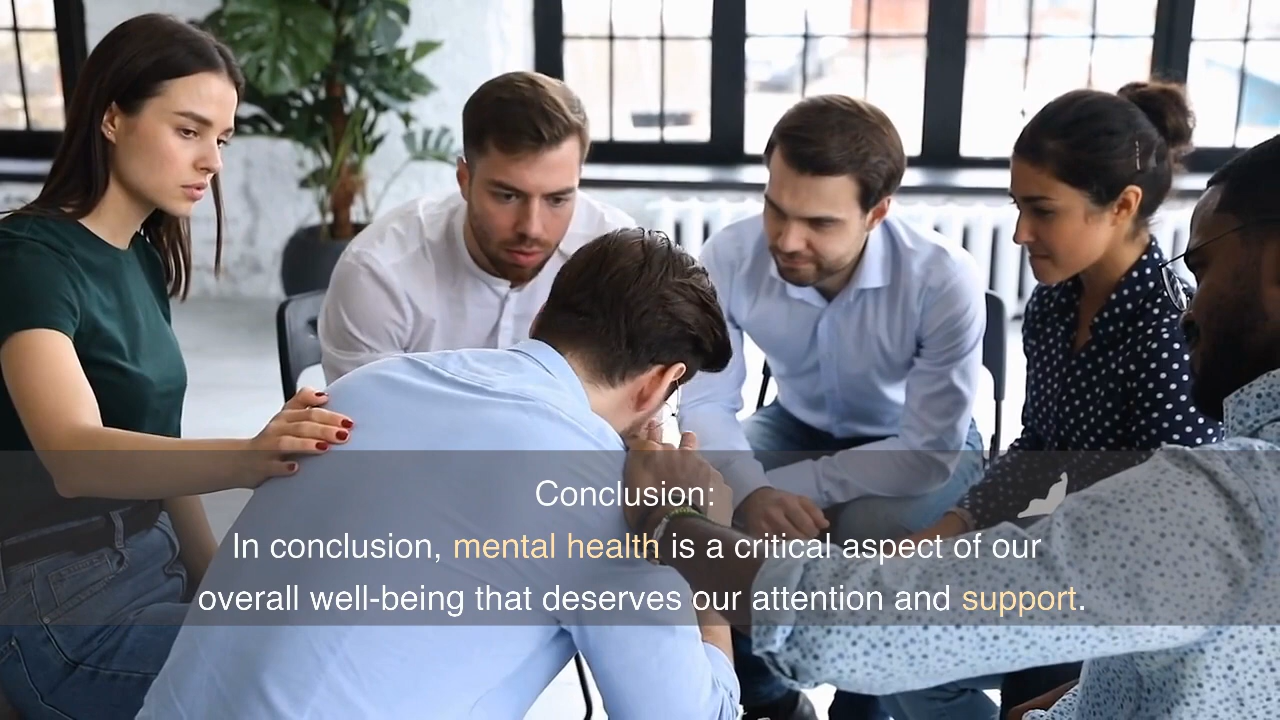 Conclusion:
In conclusion, mental health is a critical aspect of our
overall well-being that deserves our attention and support.